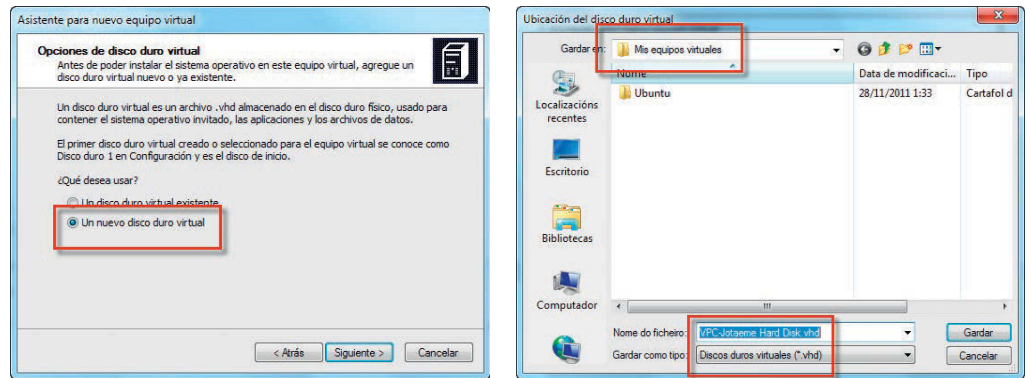 Asistente para nuevo equipo virtual
Opciones de disco duro virtual
Antes de poder instalar el sistema operativo en este equipo virtual, agregue un
disco duro virtual nuevo o ya existente.
Un disco duro virtual es un archivo .vhd almacenado en el disco duro físico, usado para
contener el sistema operativo invitado, las aplicaciones y los archivos de datos.
El primer disco duro virtual creado o seleccionado para el equipo virtual se conoce como
Disco duro 1 en Configuración y es el disco de inicio.
¿Qué desea usar?
Un disco duro virtual existente
Un nuevo disco duro virtual
< Atrás Siguiente > Cancelar
Ubicación del disco duro virtual
Gardar en: Mis equipos virtuales
Nome Data de modificaci... Tipo
Ubuntu 28/11/2011 1:33 Cartafol d
Localizacións
recentes
Escritorio
Bibliotecas
Computador
Nome do ficheiro: VPC-Jotaeme Hard Disk.vhd Gardar
Gardar como tipo: Discos duros virtuales (*.vhd) Cancelar